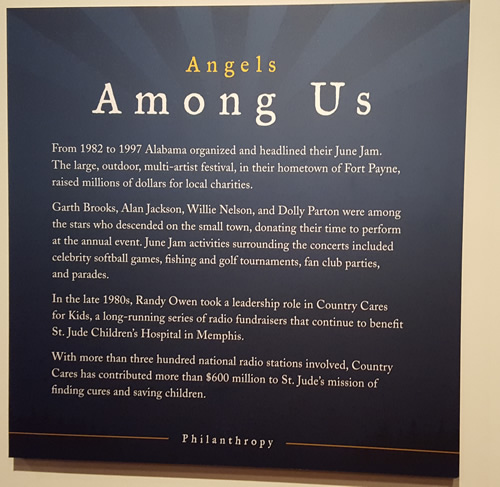 Angels
Among Us
From 1982 to 1997 Alabama organized and headlined their June Jam.
The large, outdoor, multi-artist festival, in their hometown of Fort Payne,
raised millions of dollars for local charities.
Garth Brooks, Alan Jackson, Willie Nelson, and Dolly Parton were among
the stars who descended on the small town, donating their time to perform
at the annual event. June Jam activities surrounding the concerts included
celebrity softball games, fishing and golf tournaments, fan club parties,
and parades.
In the late 1980s, Randy Owen took a leadership role in Country Cares
for Kids, a long-running series of radio fundraisers that continue to benefit
St. Jude Children's Hospital in Memphis.
With more than three hundred national radio stations involved, Country
Cares has contributed more than $600 million to St. Jude's mission of
finding cures and saving children.
Philanthropy